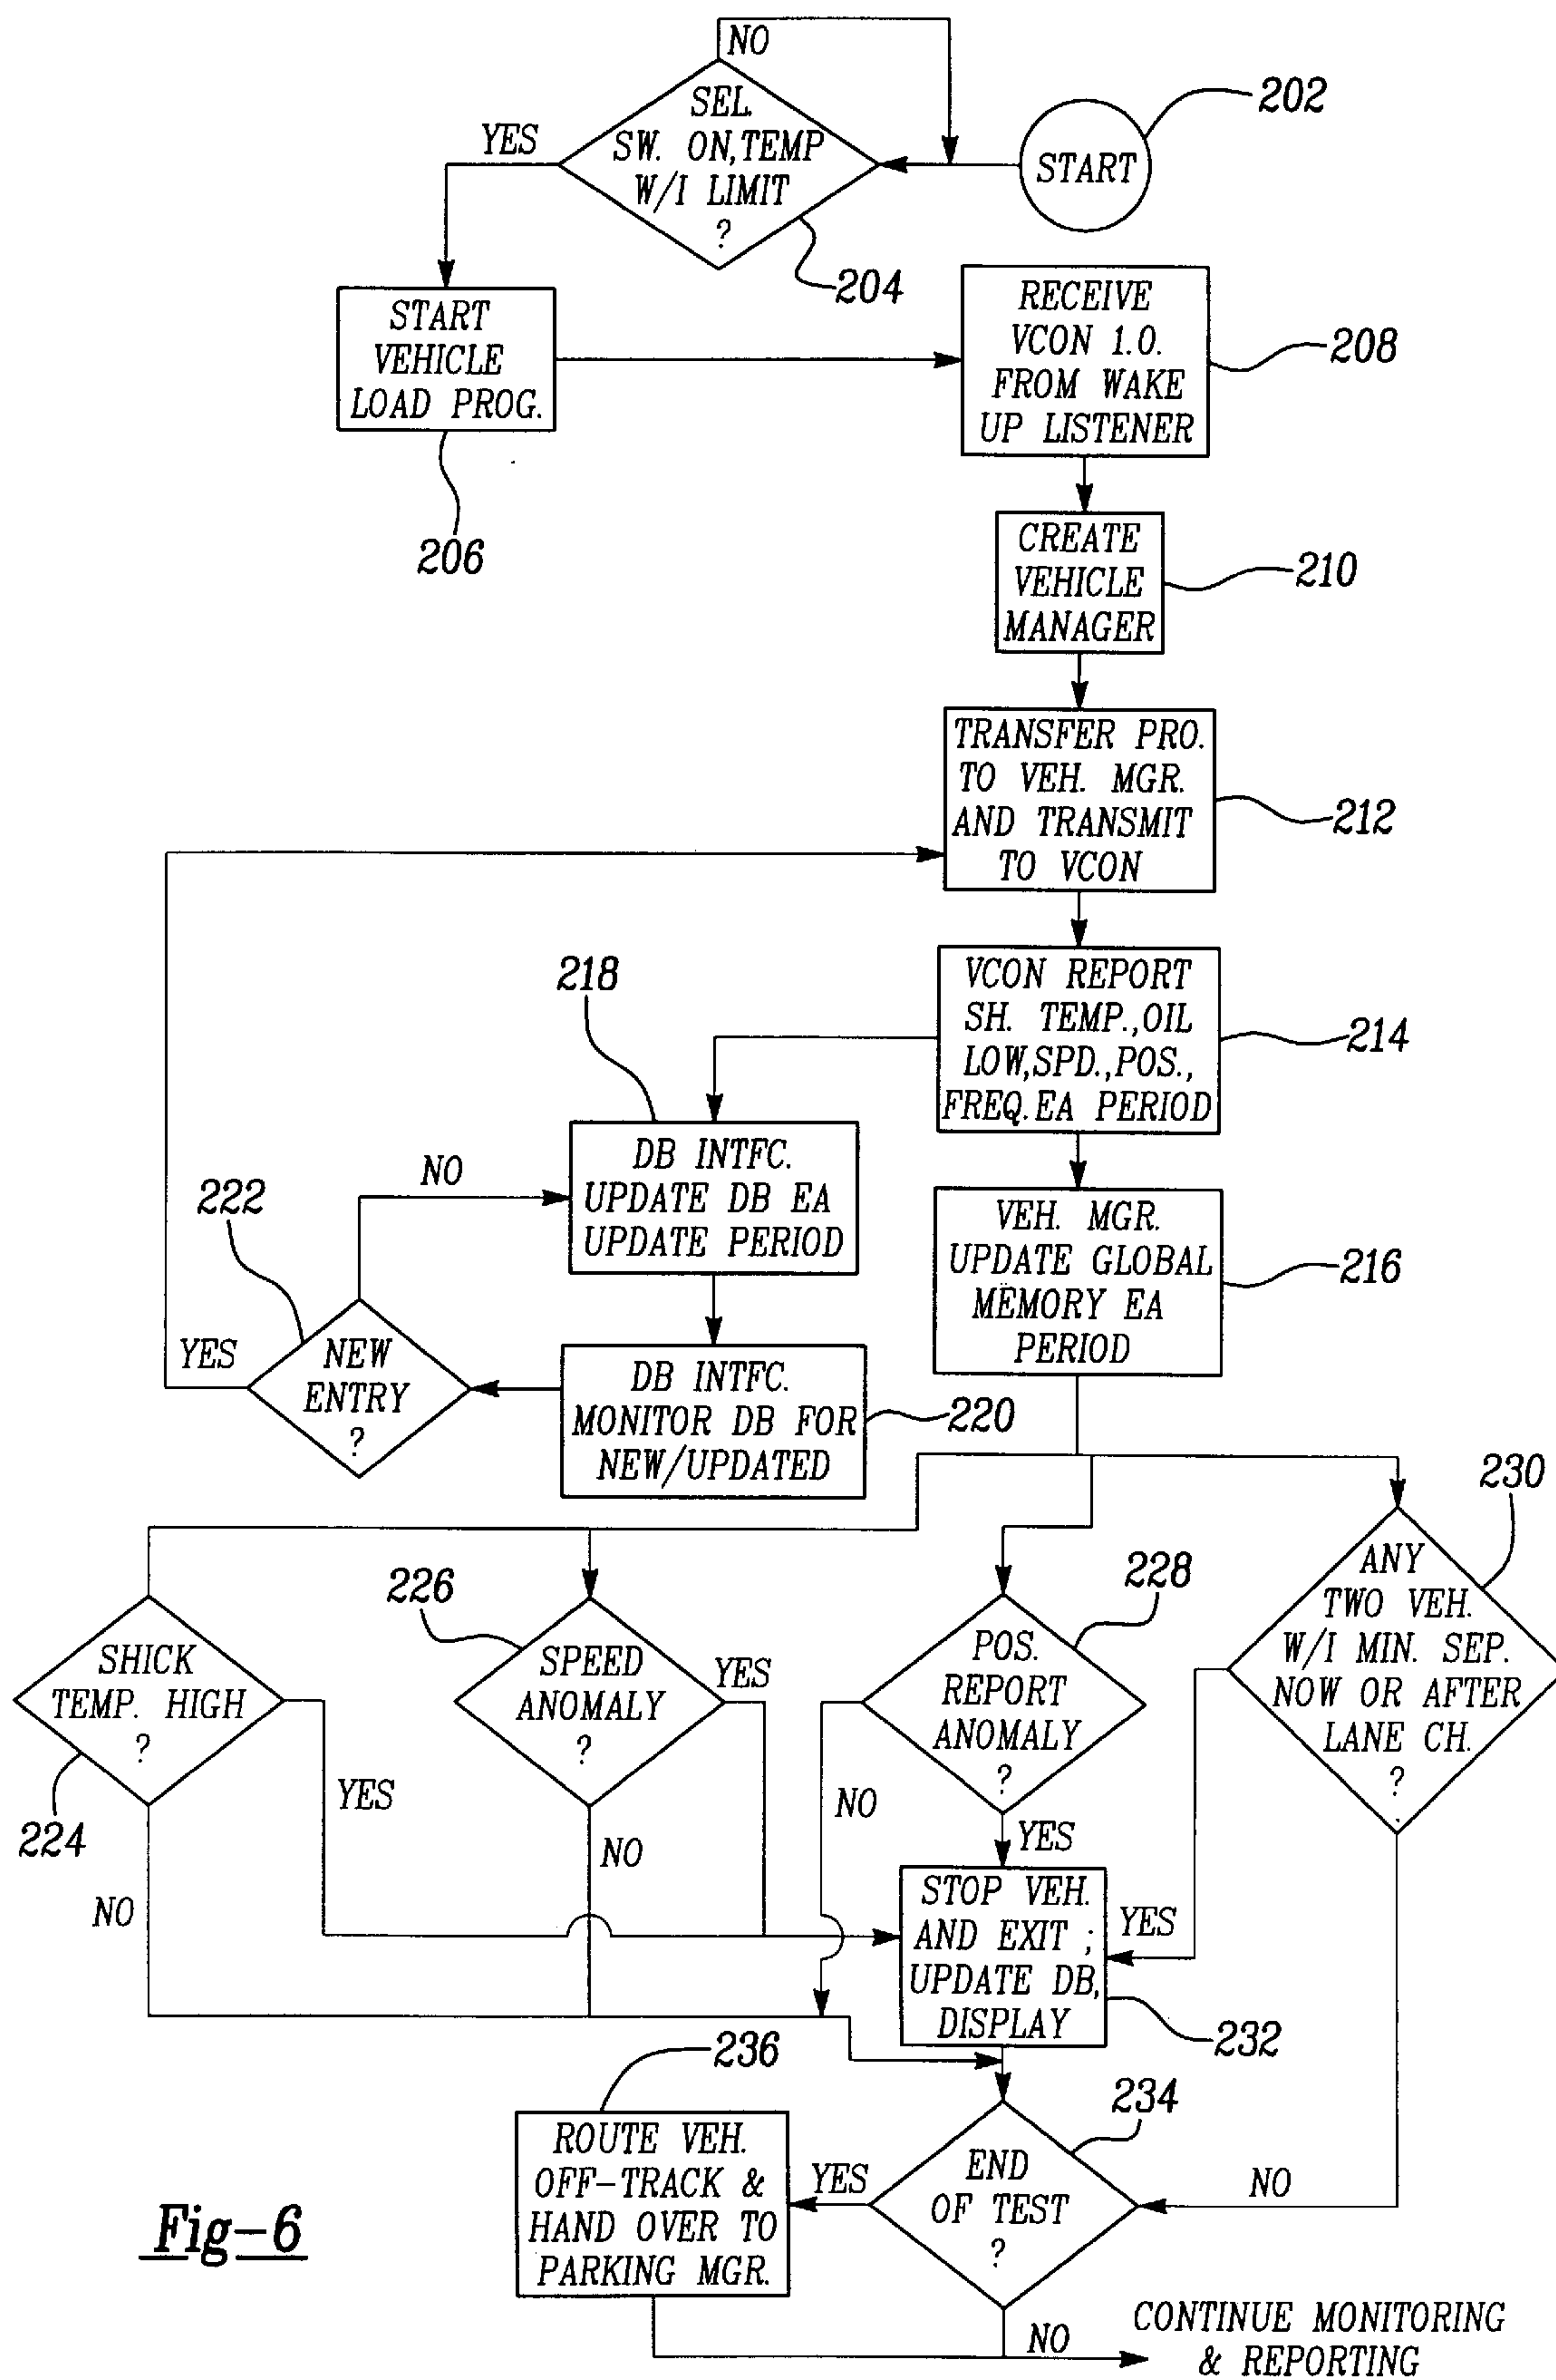 NO
SEL.
SW. ON,TEMP
W/I LIMIT
?
YES
202
START
204
START
VEHICLE
LOAD PROG.
206
RECEIVE
VCON 1.0.
FROM WAKE
UP LISTENER
208
CREATE
VEHICLE
MANAGER
210
TRANSFER PRO.
TO VEH. MGR.
AND TRANSMIT
TO VCON
212
VCON REPORT
SH. TEMP.,OIL
LOW,SPD.,POS.,
FREQ.EA PERIOD
214
218
DB INTFC.
UPDATE DB EA
UPDATE PERIOD
NO
222
VEH. MGR.
UPDATE GLOBAL
MEMORY EA
PERIOD
216
YES
NEW
ENTRY
?
DB INTFC.
MONITOR DB FOR
NEW/UPDATED
220
230
ANY
TWO VEH.
W/I MIN. SEP.
NOW OR AFTER
LANE CH.
?
226
228
SHICK
TEMP. HIGH
?
224
YES
NO
SPEED
ANOMALY
?
YES
NO
POS.
REPORT
ANOMALY
?
NO
YES
STOP VEH.
AND EXIT ;
UPDATE DB,
DISPLAY
YES
232
236
234
ROUTE VEH.
OFF-TRACK &
HAND OVER TO
PARKING MGR.
YES
END
OF TEST
?
NO
NO
CONTINUE MONITORING
& REPORTING
Fig-6